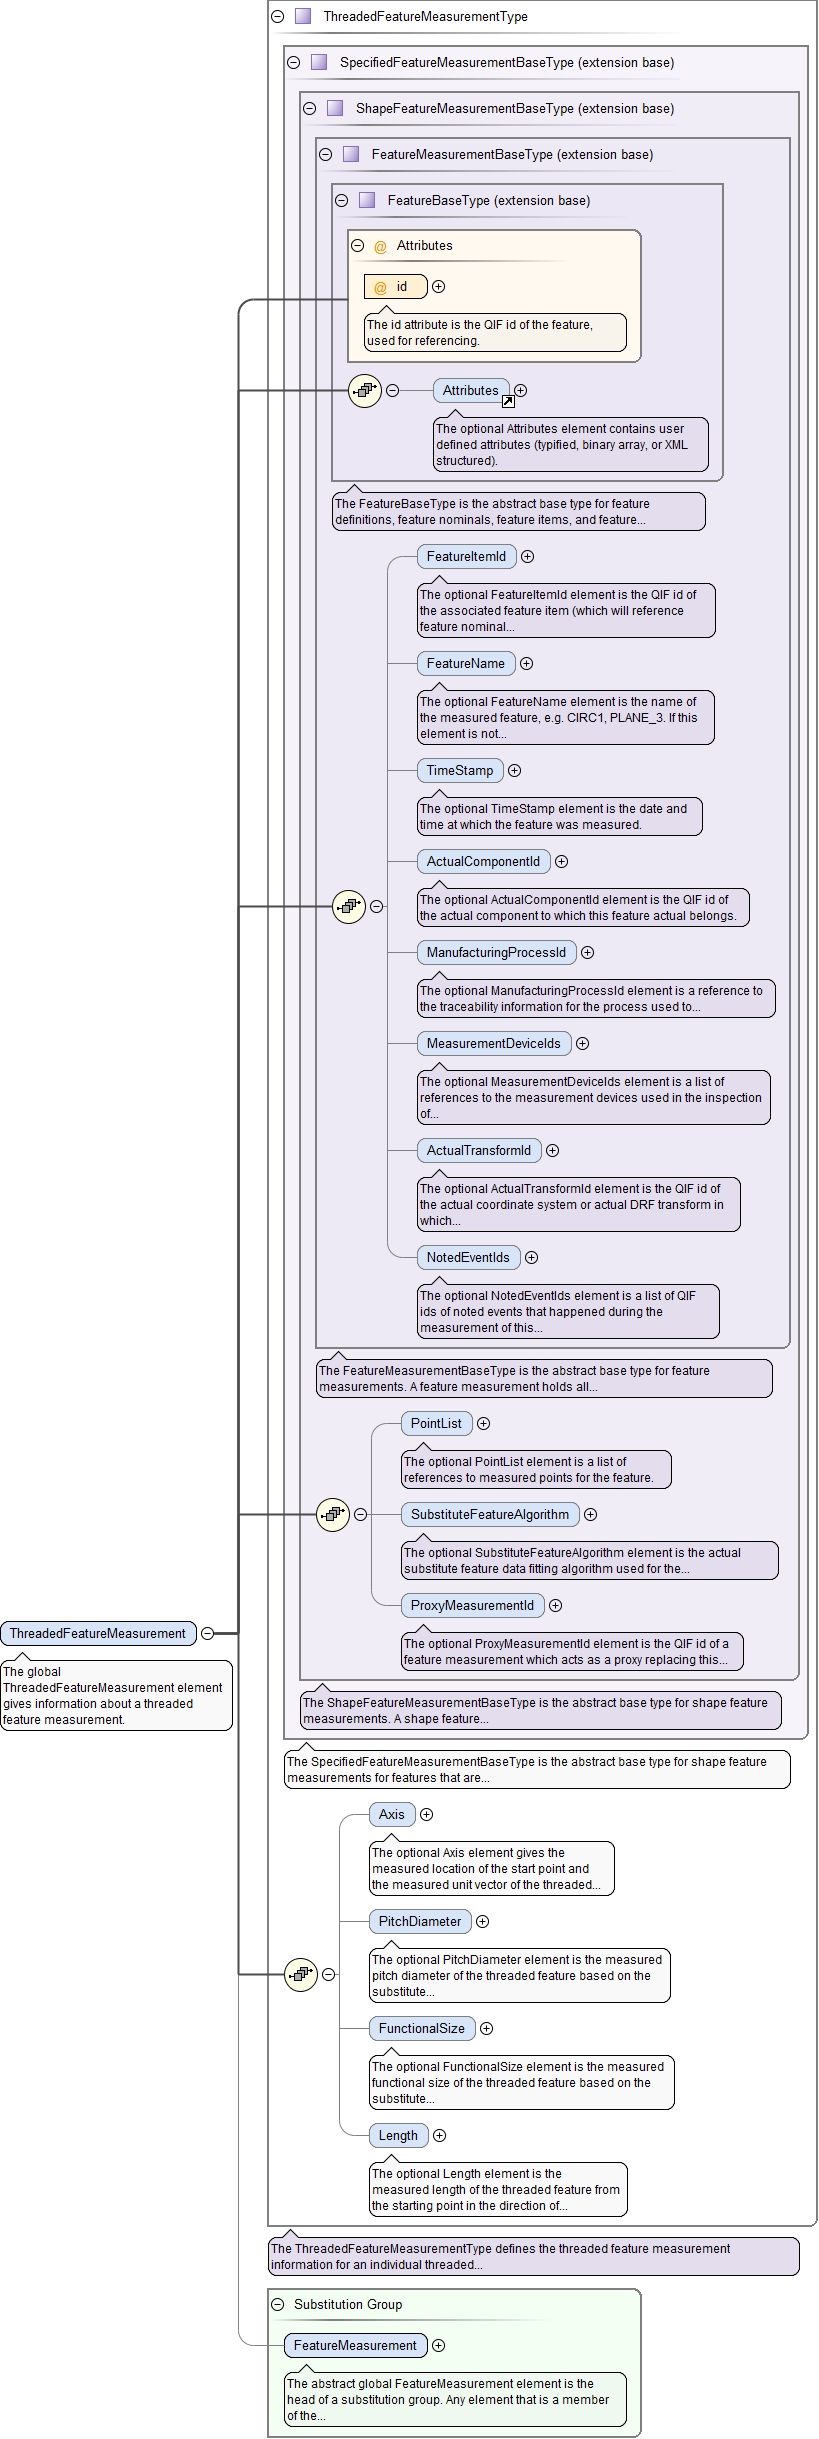 ThreadedFeatureMeasurementType
SpecifiedFeatureMeasurementBaseType (extension base)
ShapeFeatureMeasurementBaseType (extension base)
FeatureMeasurementBaseType (extension base)
FeatureBaseType (extension base)
@ Attributes
@ id
The id attribute is the QIF id of the feature,
used for referencing.
Attributes
The optional Attributes element contains user
defined attributes (typified, binary array, or XML
structured).
The FeatureBaseType is the abstract base type for feature
definitions, feature nominals, feature items, and feature...
FeatureItemId
The optional FeatureItemId element is the QIF id of
the associated feature item (which will reference
feature nominal...
FeatureName
The optional FeatureName element is the name of
the measured feature, e.g. CIRC1, PLANE_3. If this
element is not...
TimeStamp
The optional TimeStamp element is the date and
time at which the feature was measured.
ActualComponentId
The optional ActualComponentId element is the QIF id of
the actual component to which this feature actual belongs.
ManufacturingProcessId
The optional ManufacturingProcessId element is a reference to
the traceability information for the process used to...
MeasurementDeviceIds
The optional MeasurementDeviceIds element is a list of
references to the measurement devices used in the inspection
of...
ActualTransformId
The optional ActualTransformId element is the QIF id of
the actual coordinate system or actual DRF transform in
which...
NotedEventIds
The optional NotedEventIds element is a list of QIF
ids of noted events that happened during the
measurement of this...
The FeatureMeasurementBaseType is the abstract base type for feature
measurements. A feature measurement holds all...
PointList
The optional PointList element is a list of
references to measured points for the feature.
SubstituteFeatureAlgorithm
The optional SubstituteFeatureAlgorithm element is the actual
substitute feature data fitting algorithm used for the...
ProxyMeasurementId
The optional ProxyMeasurementId element is the QIF id of a
feature measurement which acts as a proxy replacing this...
ThreadedFeatureMeasurement
The global
ThreadedFeatureMeasurement element
gives information about a threaded
feature measurement.
The ShapeFeatureMeasurementBaseType is the abstract base type for shape feature
measurements. A shape feature...
The SpecifiedFeatureMeasurementBaseType is the abstract base type for shape feature
measurements for features that are...
Axis
The optional Axis element gives the
measured location of the start point and
the measured unit vector of the threaded...
PitchDiameter
The optional PitchDiameter element is the measured
pitch diameter of the threaded feature based on the
substitute...
FunctionalSize
The optional FunctionalSize element is the measured
functional size of the threaded feature based on the
substitute...
Length
The optional Length element is the
measured length of the threaded feature from
the starting point in the direction of...
The ThreadedFeatureMeasurementType defines the threaded feature measurement
information for an individual threaded...
Substitution Group
FeatureMeasurement
The abstract global FeatureMeasurement element is the
head of a substitution group. Any element that is a member
of the...